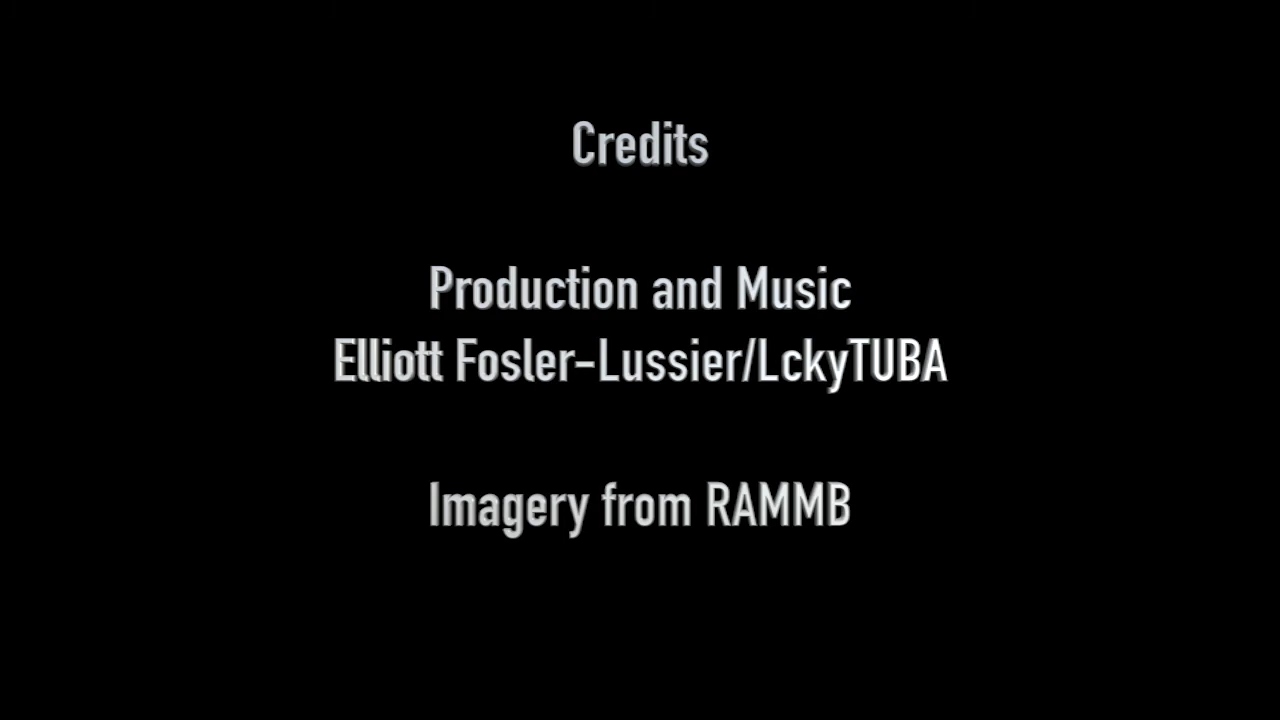 Credits
Production and Music
Elliott Fosler-Lussier/LckyTUBA
Imagery from RAMMB